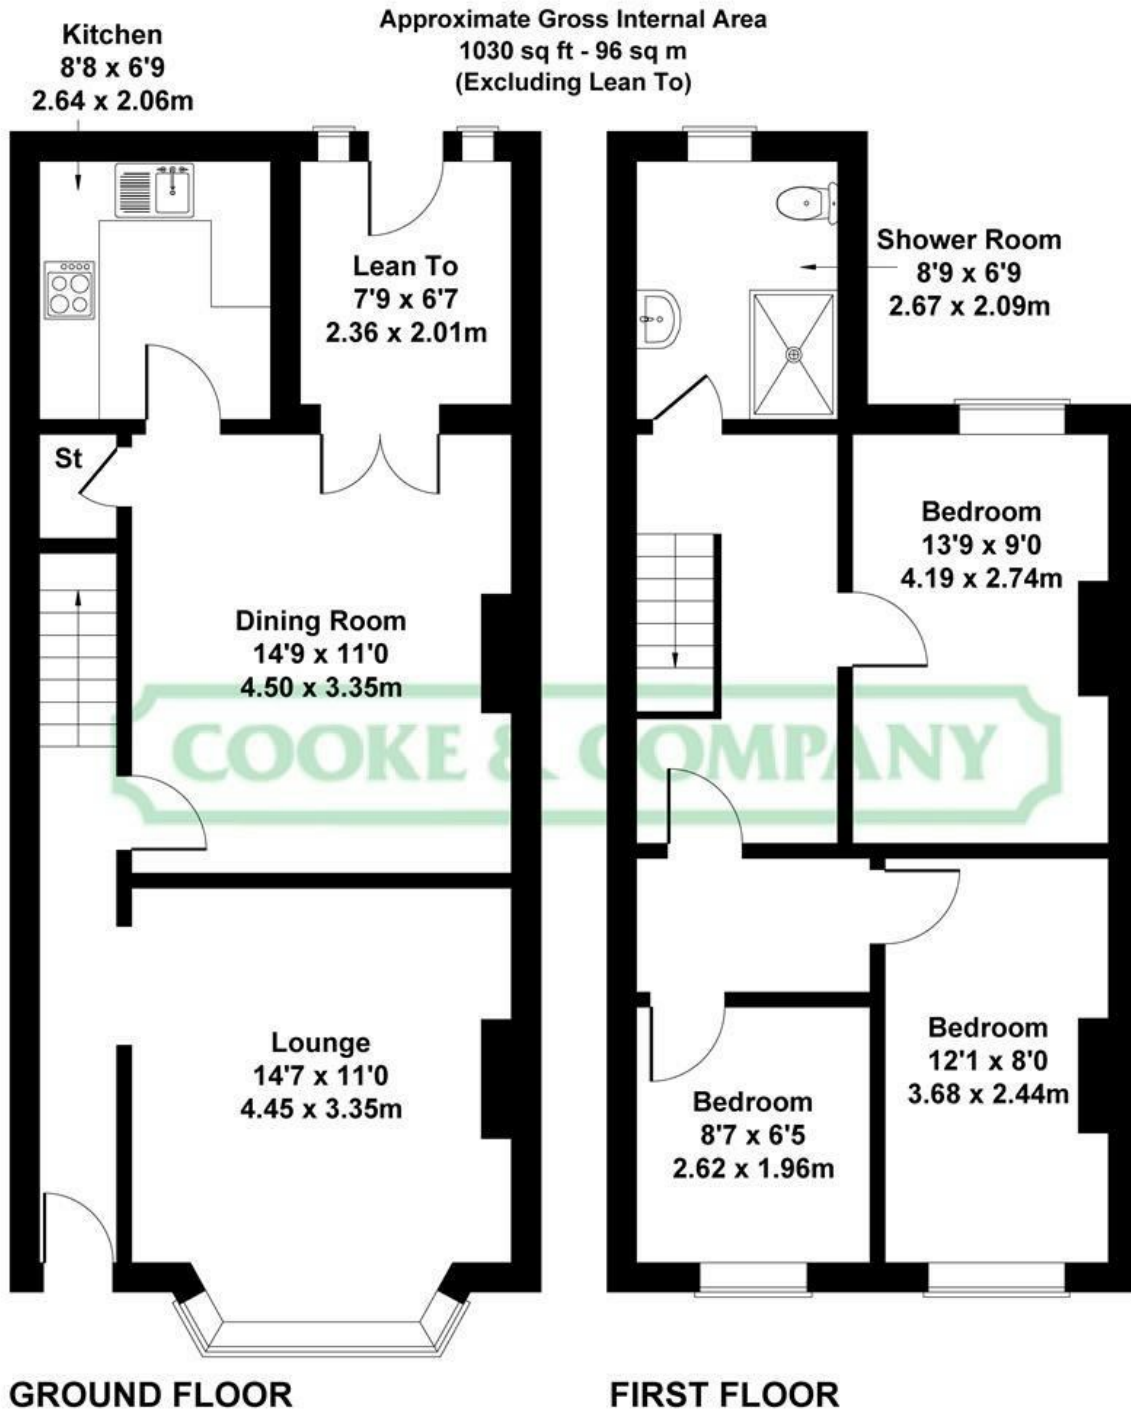 Approximate Gross Internal Area
1030 sq ft - 96 sq m
(Excluding Lean To)
Kitchen
8'8 x 6'9
2.64 x 2.06m
Lean To
7'9 x 6'7
2.36 x 2.01m
St
Dining Room
14'9 x 11'0
4.50 x 3.35m
Lounge
14'7 x 11'0
4.45 x 3.35m
GROUND FLOOR
Shower Room
8'9 x 6'9
2.67 x 2.09m
Bedroom
13'9 x 9'0
4.19 x 2.74m
COOKE & COMPANY
Bedroom
12'1 x 8'0
3.68 x 2.44m
Bedroom
8'7 x 6'5
2.62 x 1.96m
FIRST FLOOR